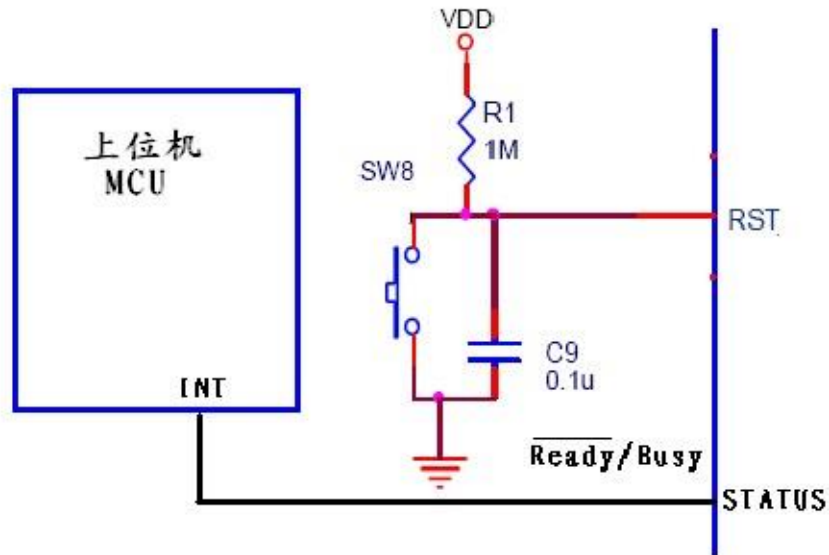 VDD
R1
1M
上位机
MCU
SW8
RST
C9
0.1u
INT
Ready/Busy
STATUS